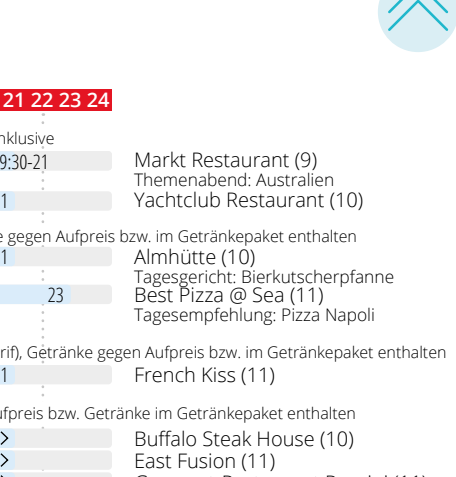 21 22 23 24
nklusive
9:30-21 Markt Restaurant (9)
Themenabend: Australien
1 Yachtclub Restaurant (10)
e gegen Aufpreis bzw. im Getränkepaket enthalten
1 Almhütte (10)
Tagesgericht: Bierkutscherpfanne
23 Best Pizza @ Sea (11)
Tagesempfehlung: Pizza Napoli
rif), Getränke gegen Aufpreis bzw. im Getränkepaket enthalten
1 French Kiss (11)
ufpreis bzw. Getränke im Getränkepaket enthalten
Buffalo Steak House (10)
East Fusion (11)